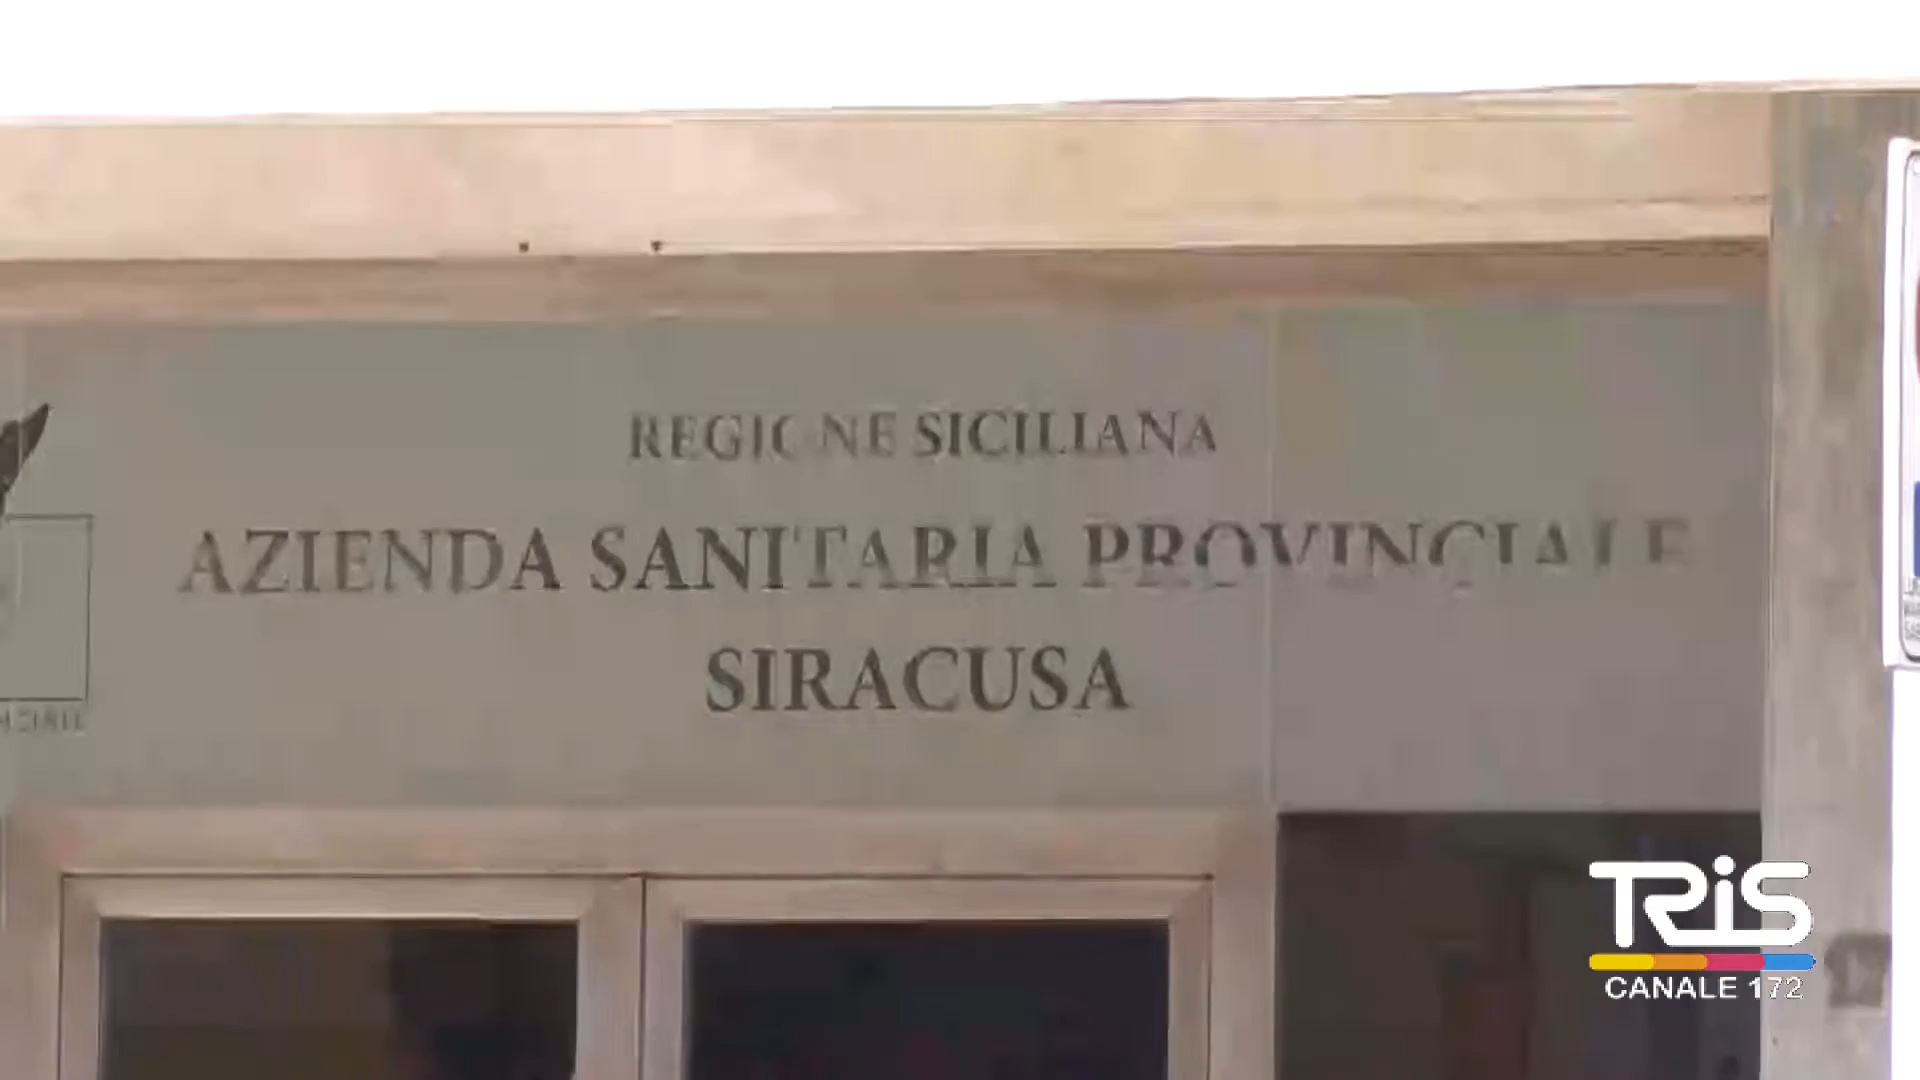 REGIONE SICILIANA
AZIENDA SANITARIA PROVINCIALE
SIRACUSA
TRiS
CANALE 172